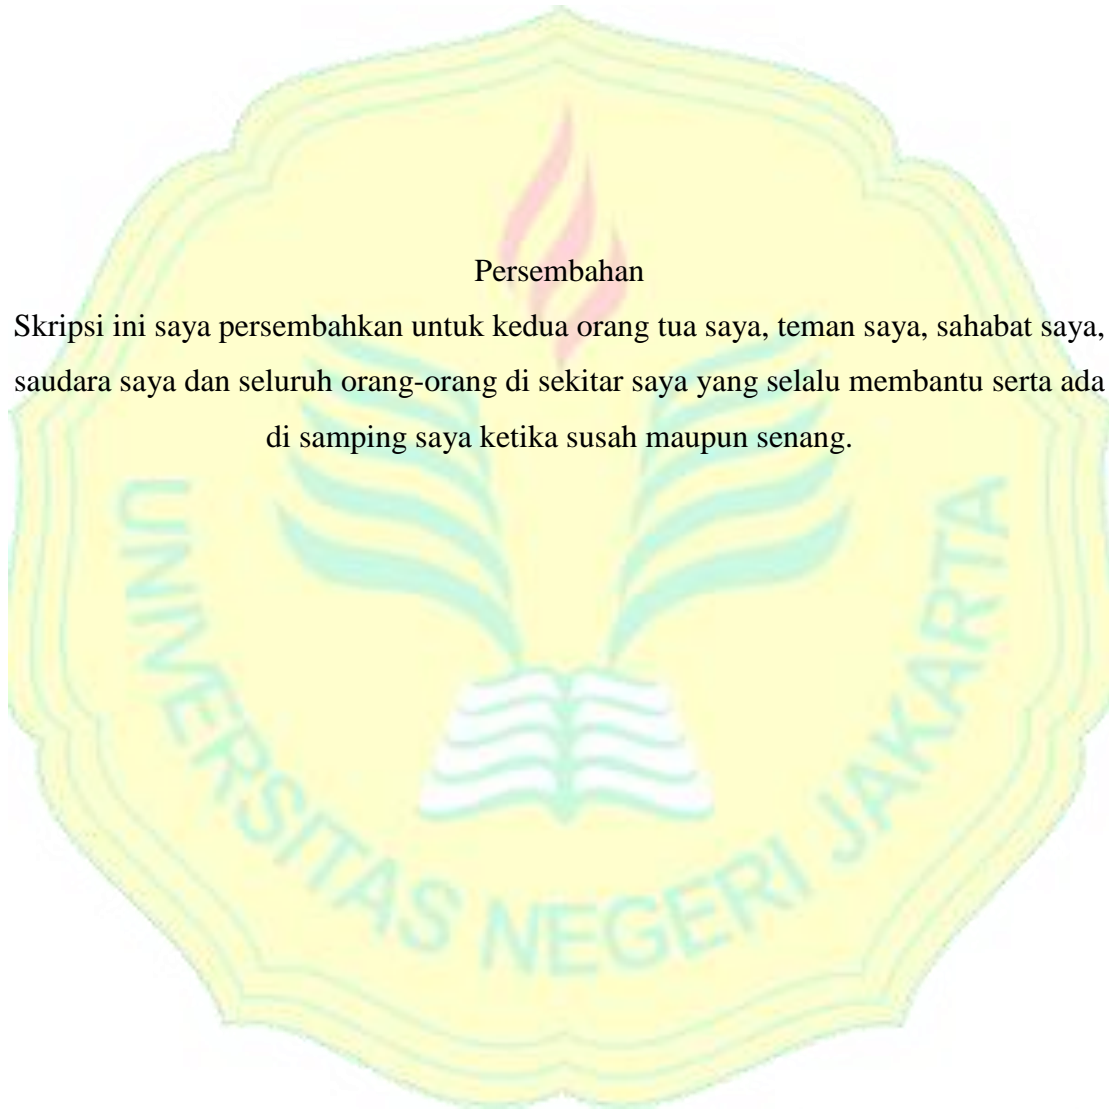 Persembahan
Skripsi ini saya persembahkan untuk kedua orang tua saya, teman saya, sahabat saya,
saudara saya dan seluruh orang-orang di sekitar saya yang selalu membantu serta ada
di samping saya ketika susah maupun senang.
UNIVERSITAS NEGERI JAKARTA